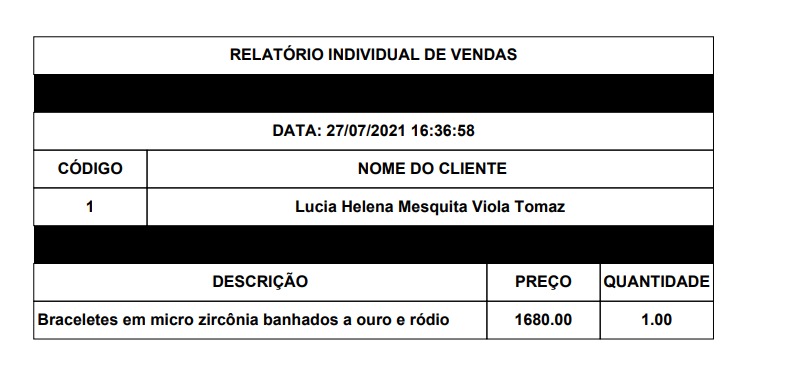 RELATÓRIO INDIVIDUAL DE VENDAS
DATA: 27/07/2021 16:36:58
CÓDIGO NOME DO CLIENTE
1 Lucia Helena Mesquita Viola Tomaz
DESCRIÇÃO PREÇO QUANTIDADE
Braceletes em micro zircônia banhados a ouro e ródio 1680.00 1.00